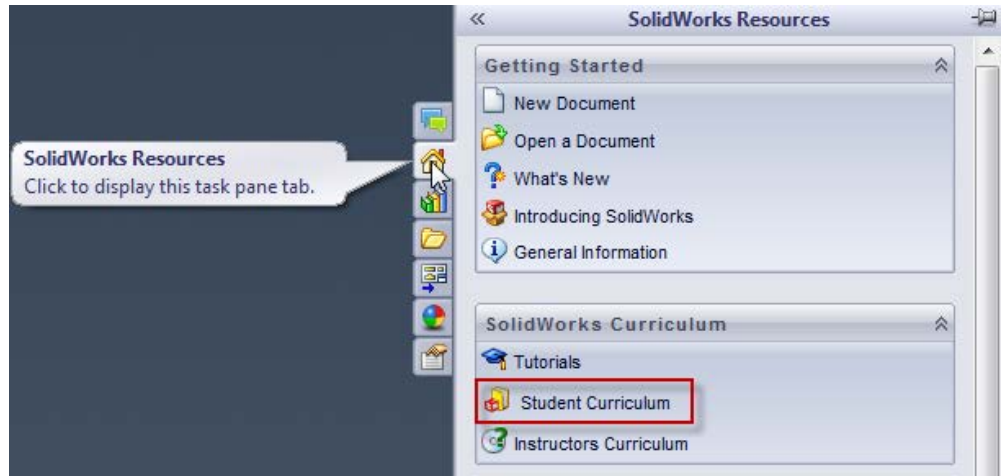 SolidWorks Resources
Getting Started
New Document
Open a Document
What's New
Introducing SolidWorks
General Information
SolidWorks Resources
Click to display this task pane tab.
SolidWorks Curriculum
Tutorials
Student Curriculum
Instructors Curriculum